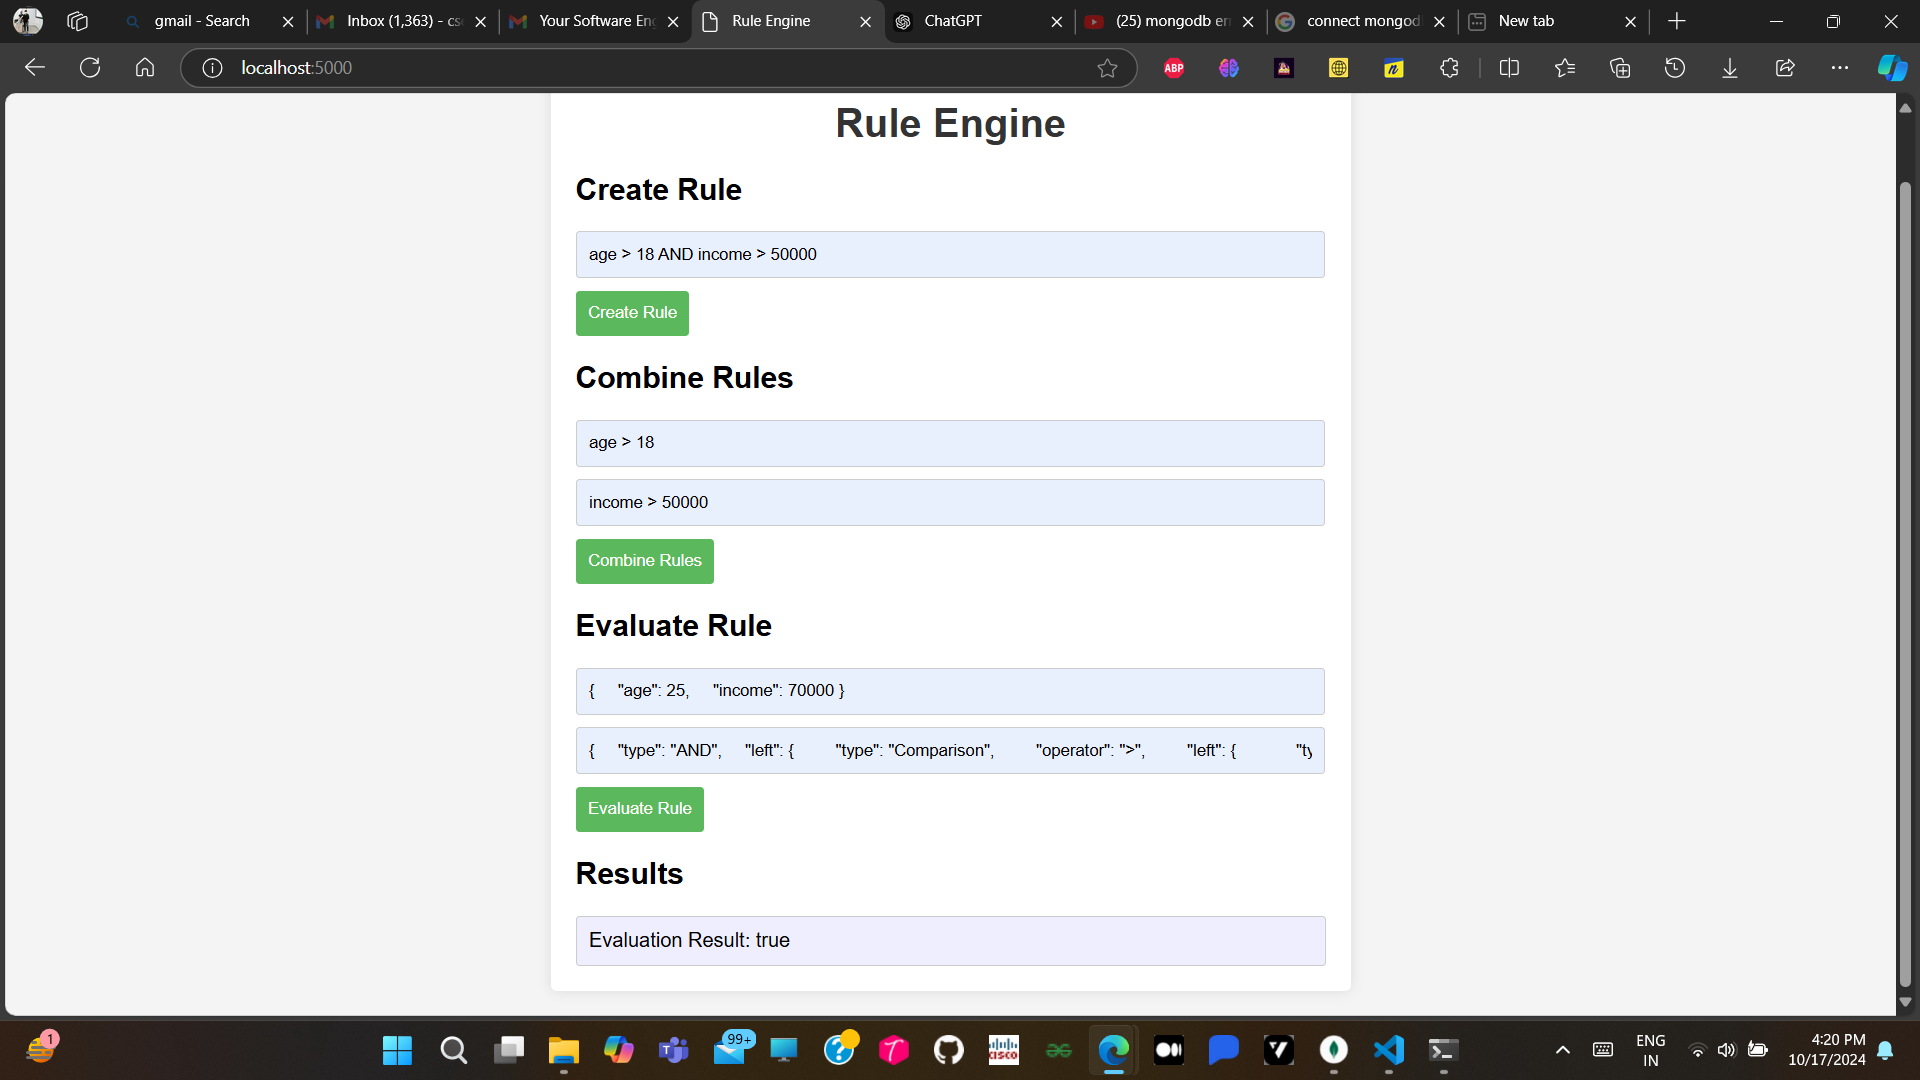 gmail - Search
Inbox (1,363) - cs
Your Software En
Rule Engine
ChatGPT
(25) mongodb er
connect mongod
New tab
localhost:5000
ABP
n
Rule Engine
Create Rule
age > 18 AND income > 50000
Create Rule
Combine Rules
age > 18
income > 50000
Combine Rules
Evaluate Rule
{ "age": 25, "income": 70000 }
{ "type": "AND", "left": { "type": "Comparison", "operator": ">", "left": { "ty
Evaluate Rule
Results
Evaluation Result: true
1
99+
CISCO
ENG
IN
4:20 PM
10/17/2024